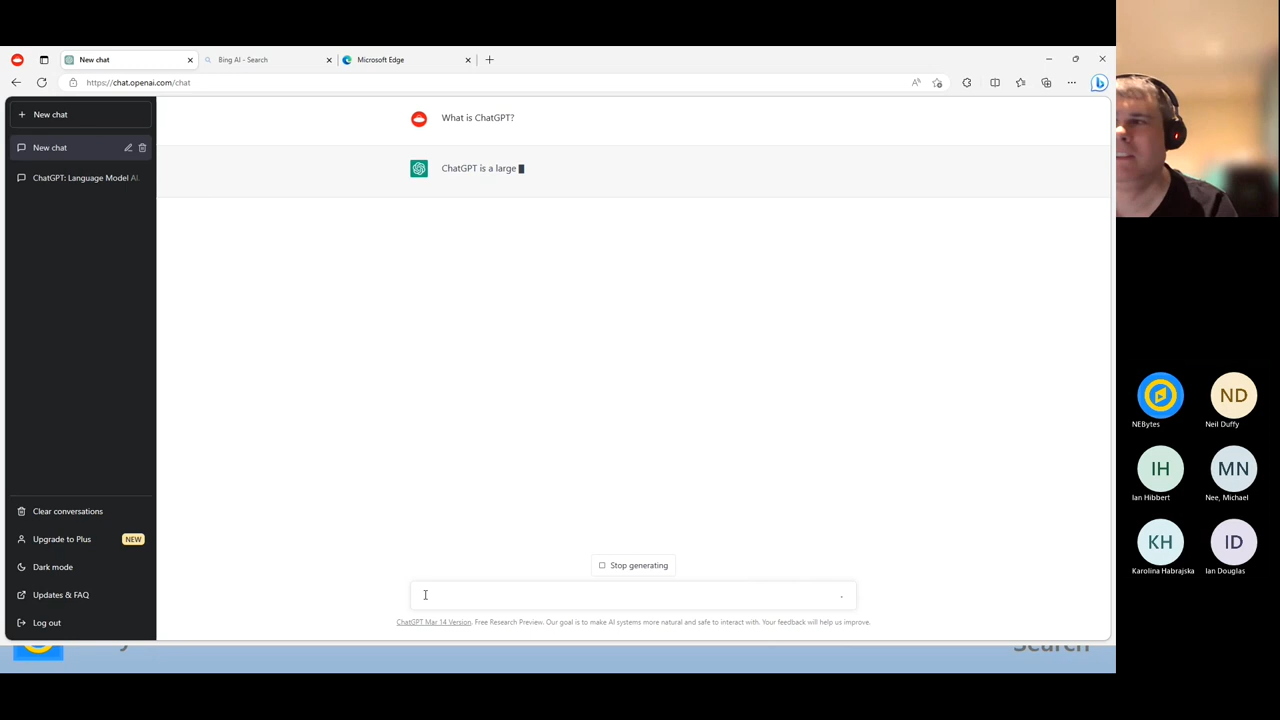 New chat
Bing AI - Search
Microsoft Edge
https://chat.openai.com/chat
New chat
What is ChatGPT?
New chat
ChatGPT is a large
ChatGPT: Language Model AI.
NEBytes
ND
Neil Duffy
IH
Ian Hibbert
MN
Nee, Michael
Clear conversations
Upgrade to Plus
NEW
Stop generating
KH
Karolina Habrajska
ID
Ian Douglas
Dark mode
Updates & FAQ
ChatGPT Mar 14 Version. Free Research Preview. Our goal is to make AI systems more natural and safe to interact with. Your feedback will help us improve.
Log out
Search